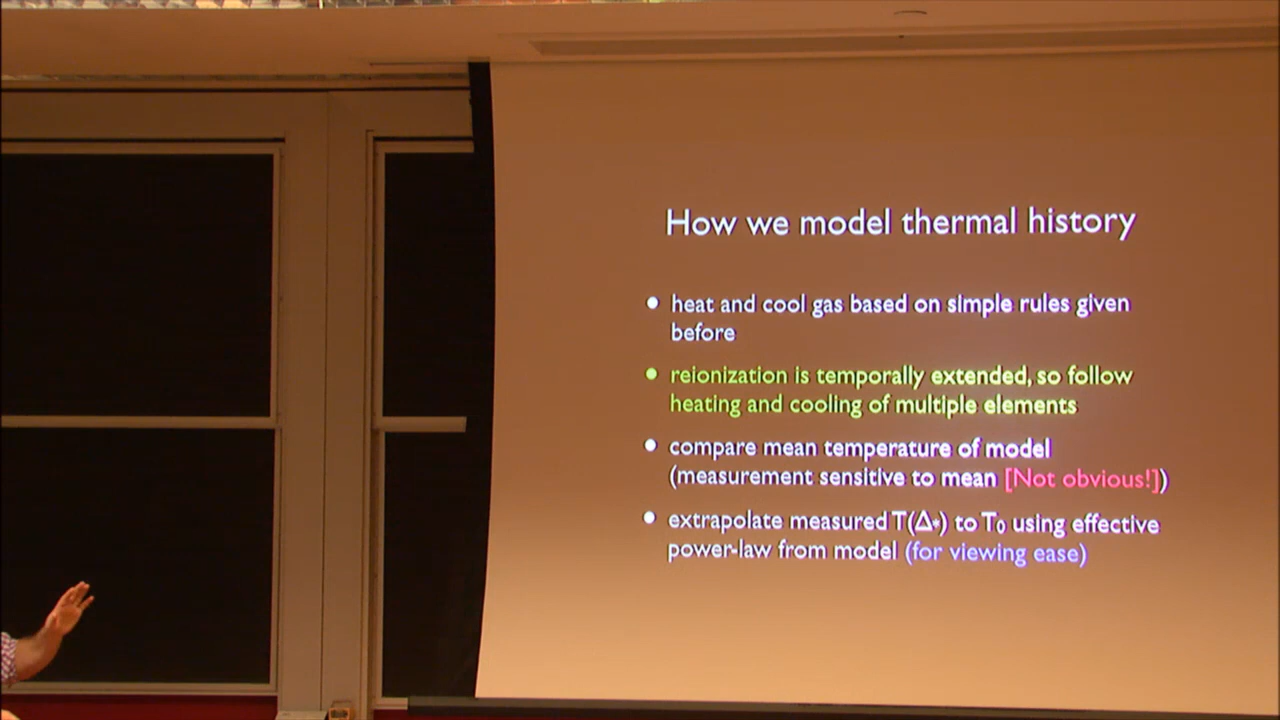 How we model thermal history
• heat and cool gas based on simple rules given
before
• reionization is temporally extended, so follow
heating and cooling of multiple elements
• compare mean temperature of model
(measurement sensitive to mean [Not obvious!])
• extrapolate measured T(Δ*) to T₀ using effective
power-law from model (for viewing ease)